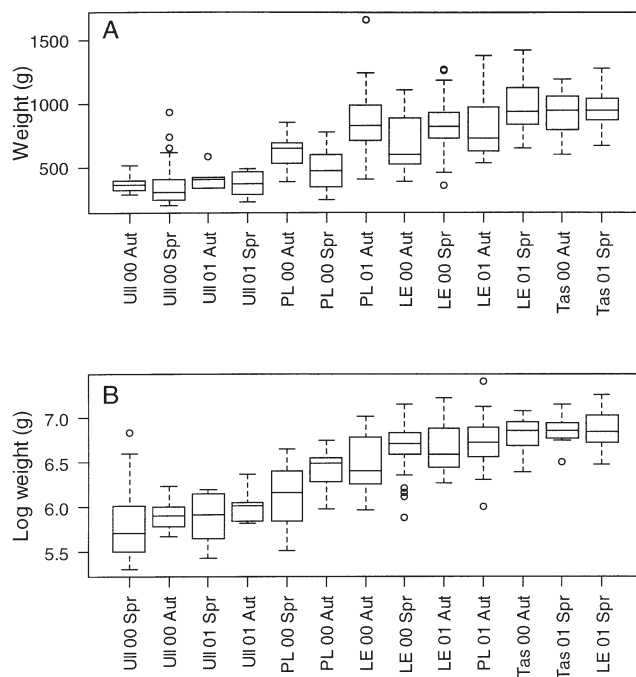 A
Weight (g)
1500
1000
500
Ull 00 Aut
Ull 00 Spr
Ull 01 Aut
Ull 01 Spr
PL 00 Aut
PL 00 Spr
PL 01 Aut
LE 00 Aut
LE 00 Spr
LE 01 Aut
LE 01 Spr
Tas 00 Aut
Tas 01 Spr
B
Log weight (g)
7.0
6.5
6.0
5.5
Ull 00 Spr
Ull 00 Aut
Ull 01 Spr
Ull 01 Aut
PL 00 Spr
PL 00 Aut
LE 00 Aut
LE 00 Spr
LE 01 Aut
PL 01 Aut
Tas 00 Aut
Tas 01 Spr
LE 01 Spr